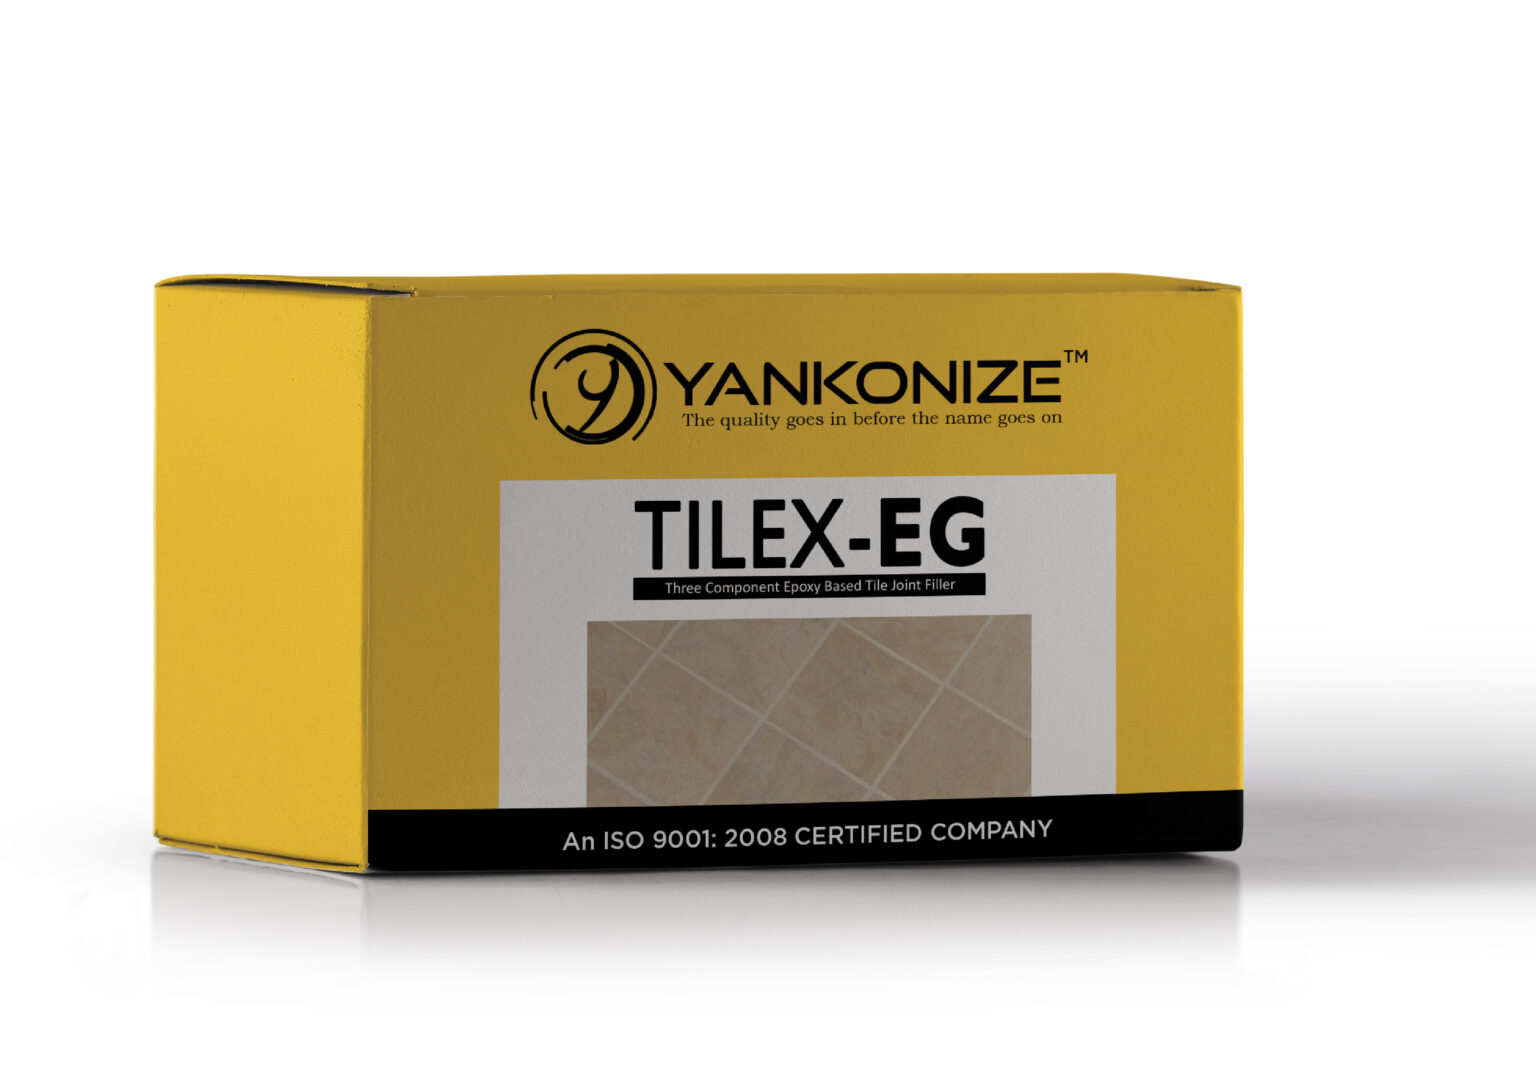 YANKONIZE™
The quality goes in before the name goes on
TILEX-EG
Three Component Epoxy Based Tile Joint Filler
An ISO 9001: 2008 CERTIFIED COMPANY